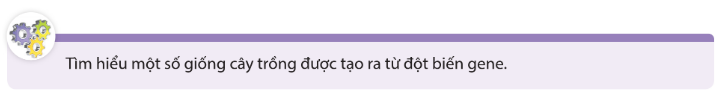 Tìm hiểu một số giống cây trồng được tạo ra từ đột biến gene.